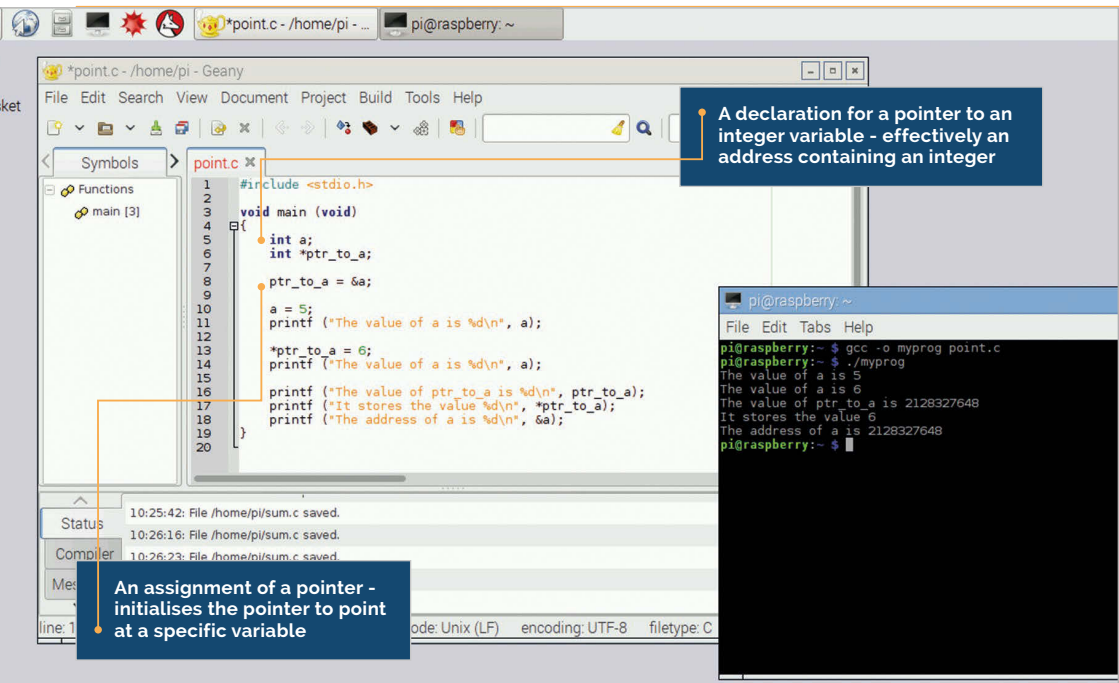 *point.c - /home/pi - ...
pi@raspberry: ~
sket
*point.c - /home/pi - Geany
File Edit Search View Document Project Build Tools Help
A declaration for a pointer to an
integer variable - effectively an
address containing an integer
Symbols
point.c
Functions
main [3]
1 #include <stdio.h>
2
3 void main (void)
4 {
5 int a;
6 int *ptr_to_a;
7
8 ptr_to_a = &a;
9
10 a = 5;
11 printf ("The value of a is %d\n", a);
12
13 *ptr_to_a = 6;
14 printf ("The value of a is %d\n", a);
15
16 printf ("The value of ptr_to_a is %d\n", ptr_to_a);
17 printf ("It stores the value %d\n", *ptr_to_a);
18 printf ("The address of a is %d\n", &a);
19 }
20
pi@raspberry: ~
File Edit Tabs Help
pi@raspberry:~ $ gcc -o myprog point.c
pi@raspberry:~ $ ./myprog
The value of a is 5
The value of a is 6
The value of ptr_to_a is 2128327648
It stores the value 6
The address of a is 2128327648
pi@raspberry:~ $
Status
Compiler
Mes
10:25:42: File /home/pi/sum.c saved.
10:26:16: File /home/pi/sum.c saved.
10:26:23: File /home/pi/sum.c saved.
An assignment of a pointer -
initialises the pointer to point
at a specific variable
line: 1 ode: Unix (LF) encoding: UTF-8 filetype: C